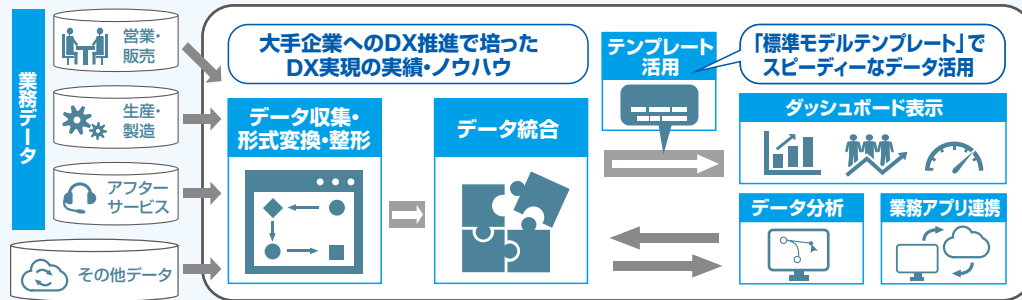 業務データ
営業・
販売
生産・
製造
アフター
サービス
その他データ
大手企業へのDX推進で培った
DX実現の実績・ノウハウ
データ収集・
形式変換・整形
データ統合
テンプレート
活用
「標準モデルテンプレート」で
スピーディーなデータ活用
ダッシュボード表示
データ分析
業務アプリ連携